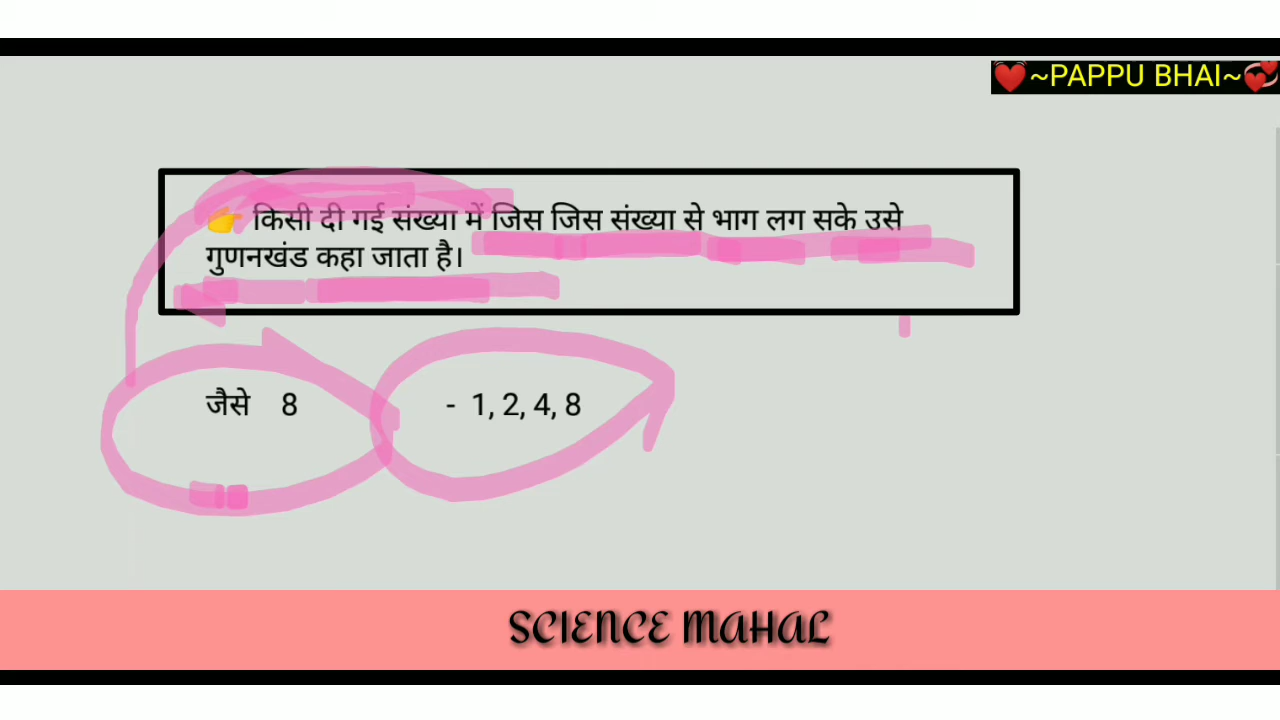 ❤️~PAPPU BHAI~💞
👉 किसी दी गई संख्या में जिस जिस संख्या से भाग लग सके उसे
गुणनखंड कहा जाता है।
जैसे 8 - 1, 2, 4, 8
SCIENCE MAHAL